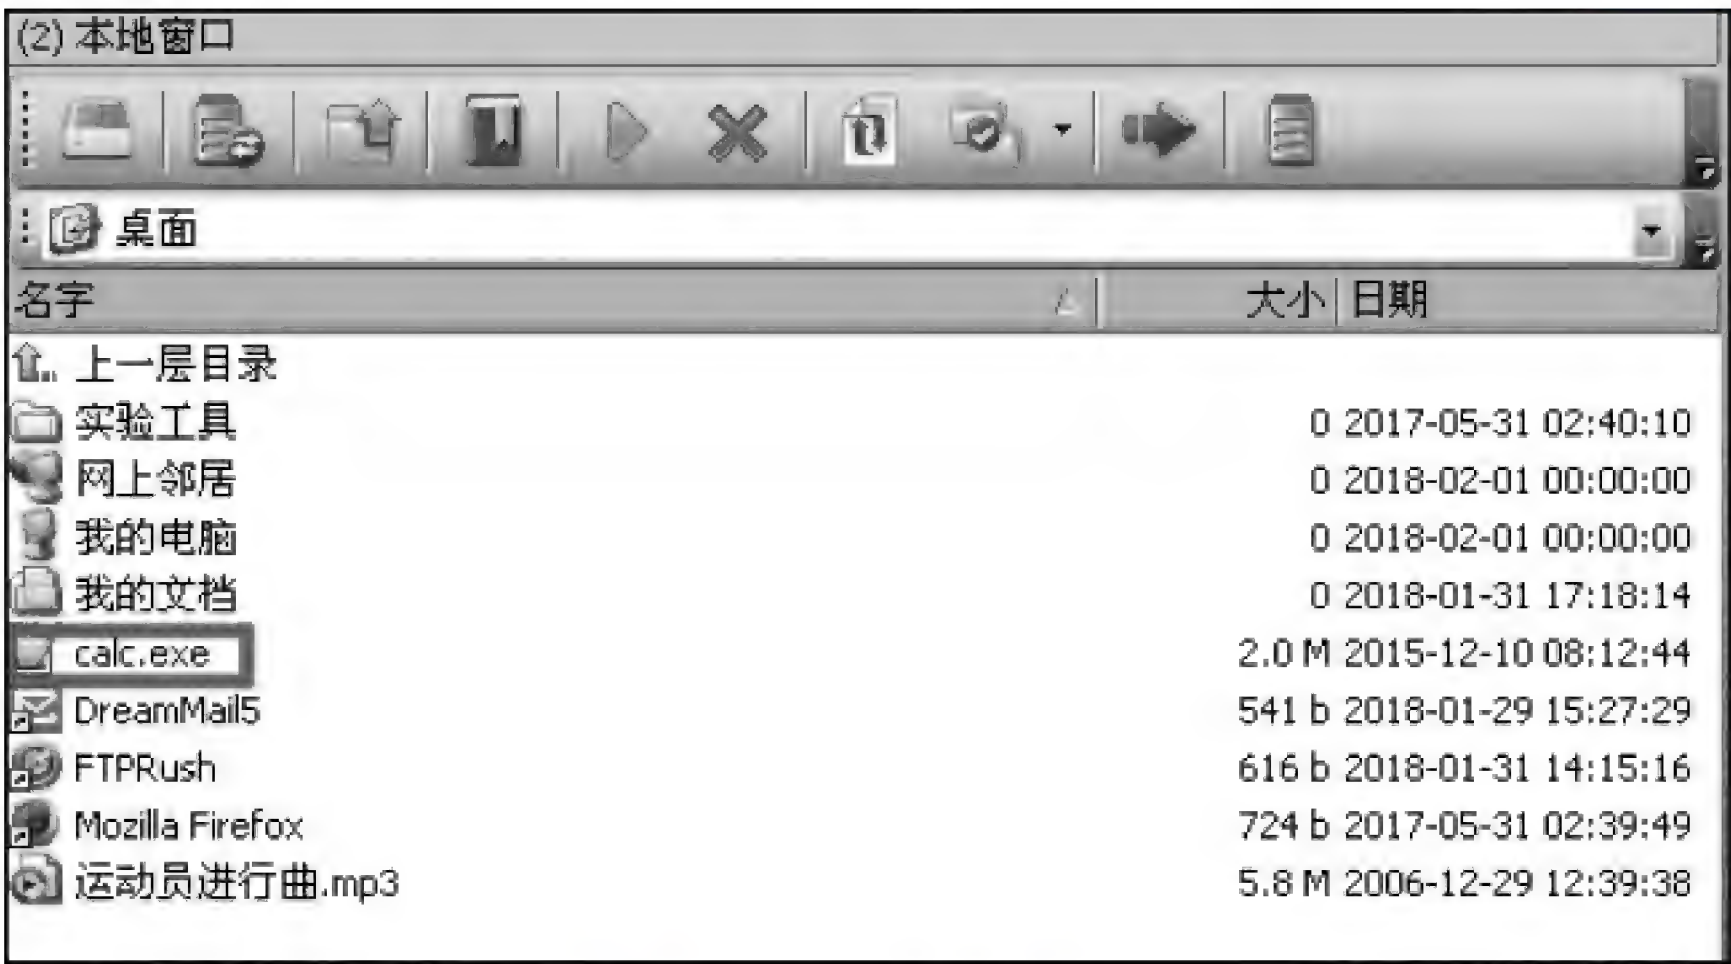 (2) 本地窗口
桌面
名字 大小 日期
上一层目录
实验工具 0 2017-05-31 02:40:10
网上邻居 0 2018-02-01 00:00:00
我的电脑 0 2018-02-01 00:00:00
我的文档 0 2018-01-31 17:18:14
calc.exe 2.0 M 2015-12-10 08:12:44
DreamMail5 541 b 2018-01-29 15:27:29
FTPRush 616 b 2018-01-31 14:15:16
Mozilla Firefox 724 b 2017-05-31 02:39:49
运动员进行曲.mp3 5.8 M 2006-12-29 12:39:38